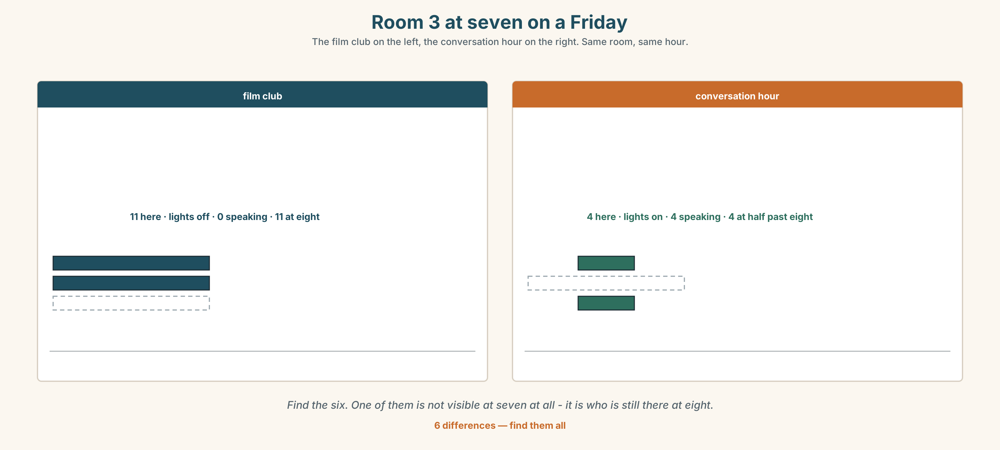 Room 3 at seven on a Friday
The film club on the left, the conversation hour on the right. Same room, same hour.
film club
conversation hour
11 here · lights off · 0 speaking · 11 at eight
4 here · lights on · 4 speaking · 4 at half past eight
Find the six. One of them is not visible at seven at all - it is who is still there at eight.
6 differences — find them all